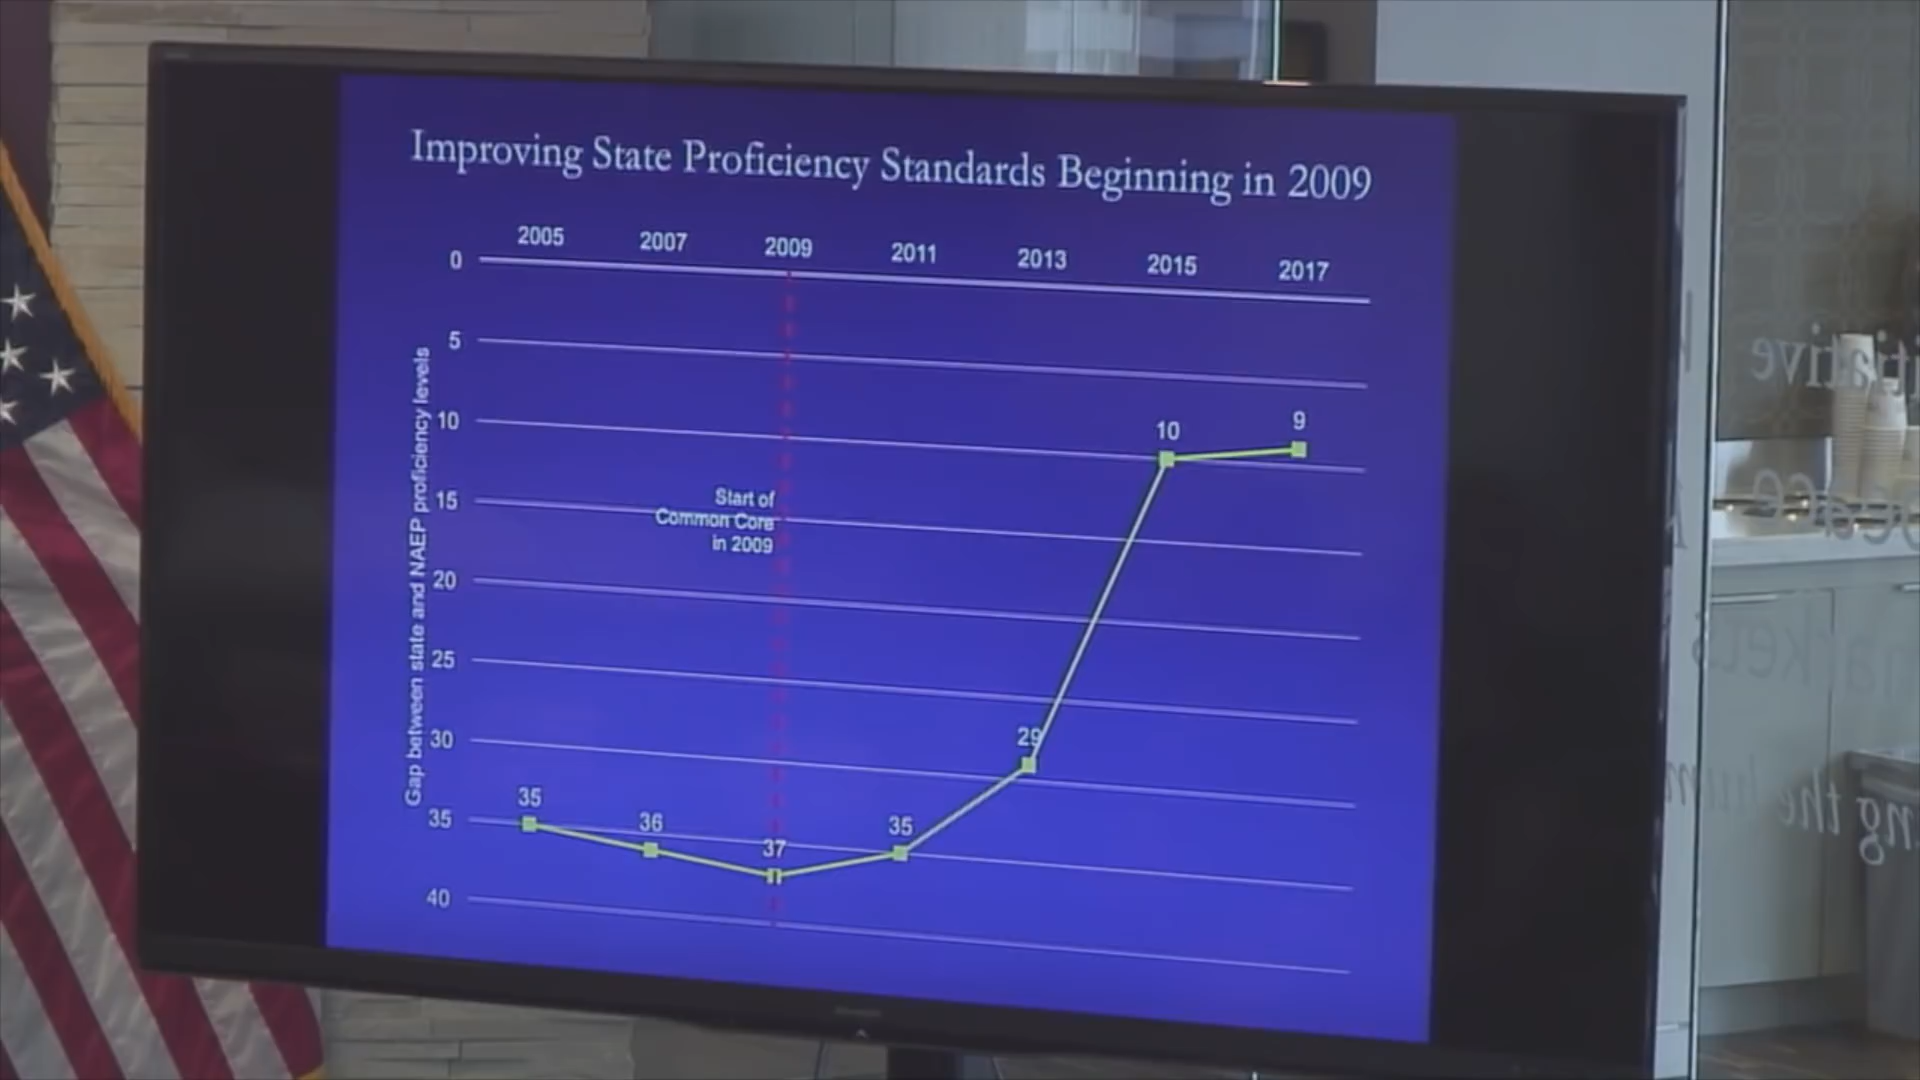 Improving State Proficiency Standards Beginning in 2009
2005 2007 2009 2011 2013 2015 2017
0
5
10
15
20
25
30
35
40
Gap between state and NAEP proficiency levels
Start of
Common Core
in 2009
35
36
37
35
29
10
9
the